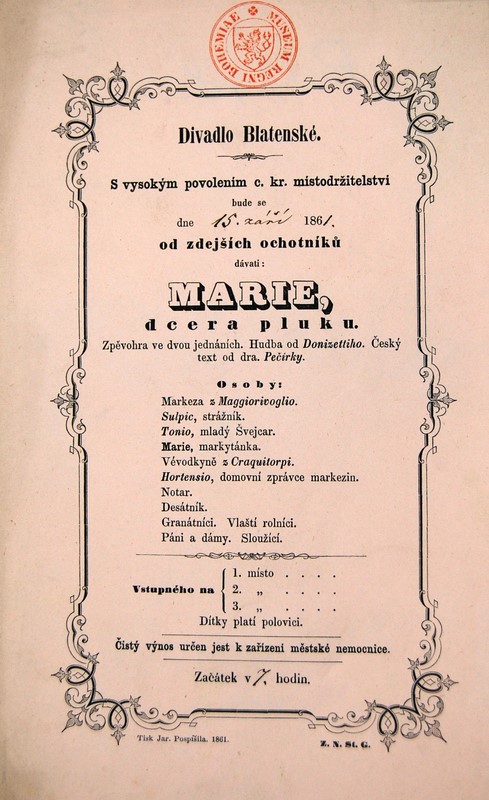 MUSEUM REGNI BOHEMIAE
Divadlo Blatenské.
S vysokým povolením c. kr. místodržitelství
bude se
dne 15. září 1861.
od zdejších ochotníků
dávati:
MARIE,
dcera pluku.
Zpěvohra ve dvou jednáních. Hudba od Donizettiho. Český
text od dra. Pečírky.
Osoby:
Markeza z Maggiorivoglio.
Sulpic, strážník.
Tonio, mladý Švejcar.
Marie, markytánka.
Vévodkyně z Craquitorpi.
Hortensio, domovní zprávce markezin.
Notar.
Desátník.
Granátníci. Vlaští rolníci.
Páni a dámy. Sloužící.
Vstupného na
1. místo . . . .
2. „ . . . .
3. „ . . . .
Dítky platí polovici.
Čistý výnos určen jest k zařízení městské nemocnice.
Začátek v 7. hodin.
Tisk Jar. Pospíšila. 1861.
Z. N. St. G.